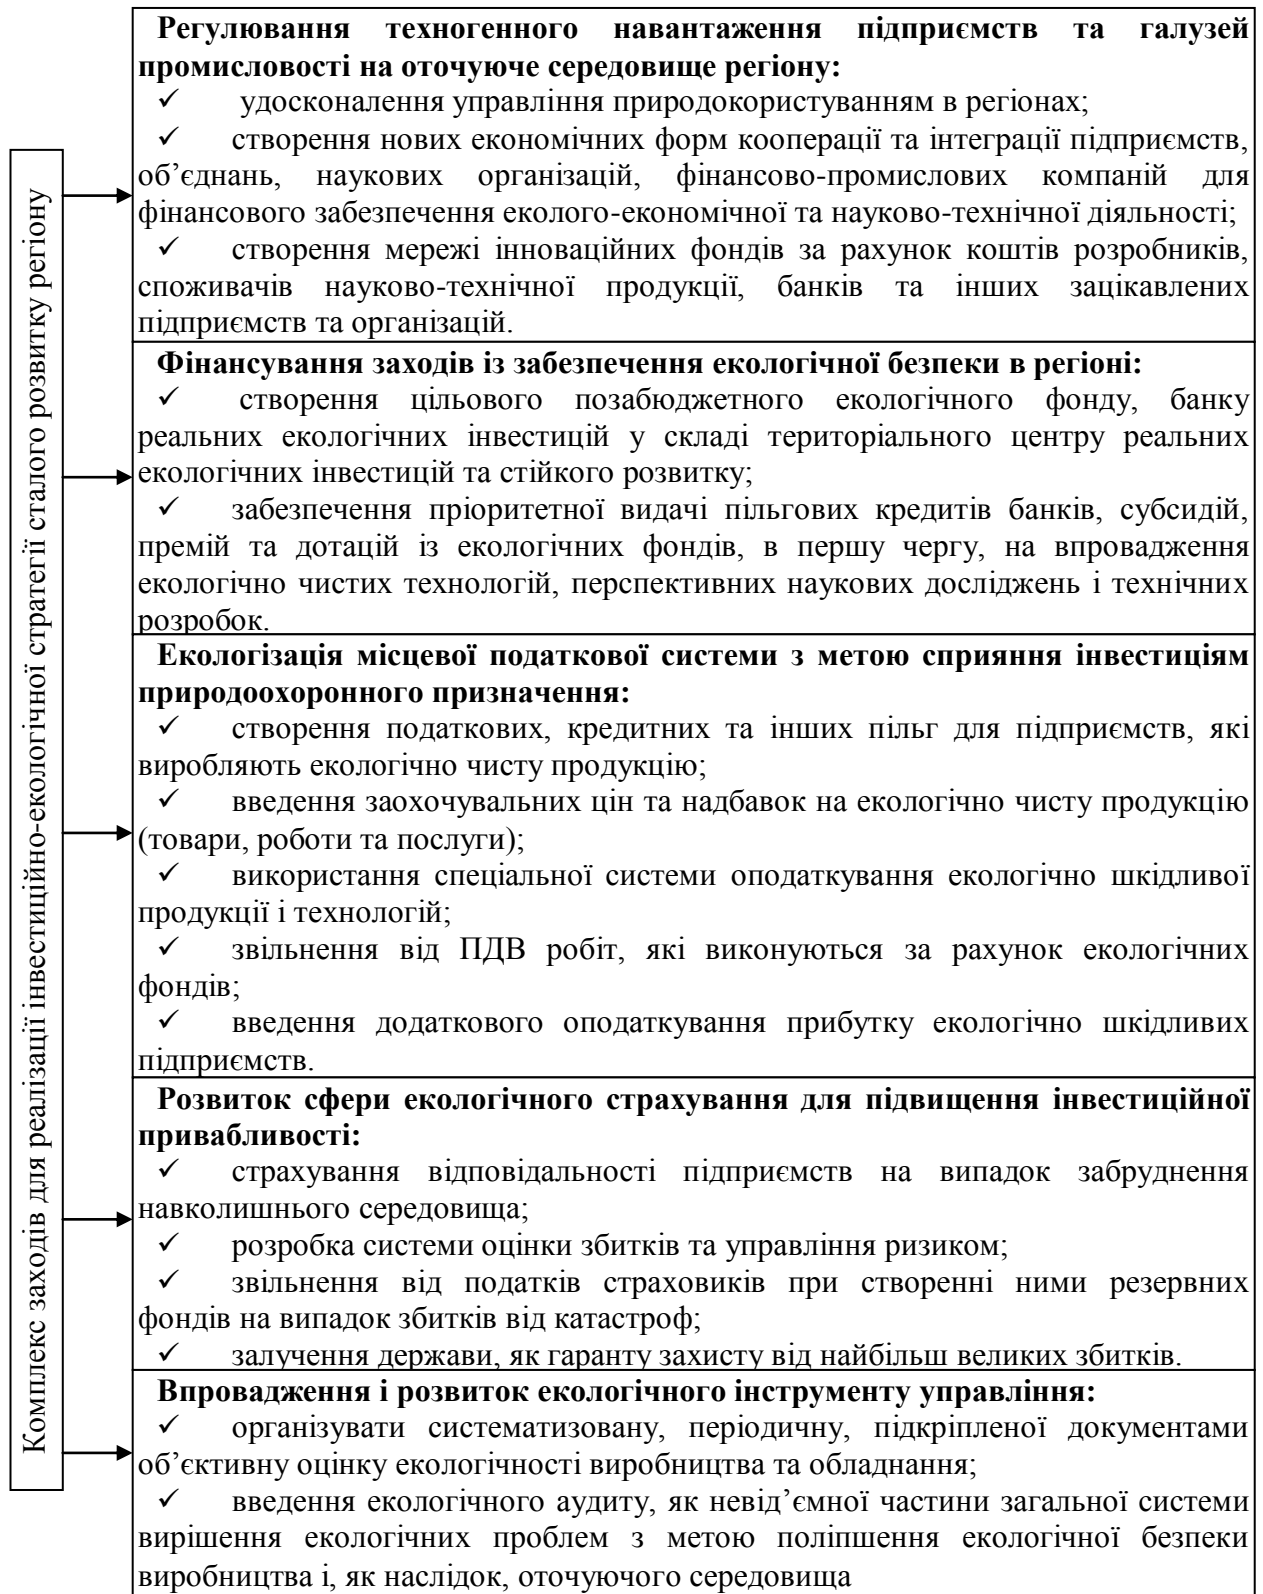 Комплекс заходів для реалізації інвестиційно-екологічної стратегії сталого розвитку регіону
Регулювання техногенного навантаження підприємств та галузей
промисловості на оточуюче середовище регіону:
✓ удосконалення управління природокористуванням в регіонах;
✓ створення нових економічних форм кооперації та інтеграції підприємств,
об’єднань, наукових організацій, фінансово-промислових компаній для
фінансового забезпечення еколого-економічної та науково-технічної діяльності;
✓ створення мережі інноваційних фондів за рахунок коштів розробників,
споживачів науково-технічної продукції, банків та інших зацікавлених
підприємств та організацій.
Фінансування заходів із забезпечення екологічної безпеки в регіоні:
✓ створення цільового позабюджетного екологічного фонду, банку
реальних екологічних інвестицій у складі територіального центру реальних
екологічних інвестицій та стійкого розвитку;
✓ забезпечення пріоритетної видачі пільгових кредитів банків, субсидій,
премій та дотацій із екологічних фондів, в першу чергу, на впровадження
екологічно чистих технологій, перспективних наукових досліджень і технічних
розробок.
Екологізація місцевої податкової системи з метою сприяння інвестиціям
природоохоронного призначення:
✓ створення податкових, кредитних та інших пільг для підприємств, які
виробляють екологічно чисту продукцію;
✓ введення заохочувальних цін та надбавок на екологічно чисту продукцію
(товари, роботи та послуги);
✓ використання спеціальної системи оподаткування екологічно шкідливої
продукції і технологій;
✓ звільнення від ПДВ робіт, які виконуються за рахунок екологічних
фондів;
✓ введення додаткового оподаткування прибутку екологічно шкідливих
підприємств.
Розвиток сфери екологічного страхування для підвищення інвестиційної
привабливості:
✓ страхування відповідальності підприємств на випадок забруднення
навколишнього середовища;
✓ розробка системи оцінки збитків та управління ризиком;
✓ звільнення від податків страховиків при створенні ними резервних
фондів на випадок збитків від катастроф;
✓ залучення держави, як гаранту захисту від найбільш великих збитків.
Впровадження і розвиток екологічного інструменту управління:
✓ організувати систематизовану, періодичну, підкріпленої документами
об’єктивну оцінку екологічності виробництва та обладнання;
✓ введення екологічного аудиту, як невід’ємної частини загальної системи
вирішення екологічних проблем з метою поліпшення екологічної безпеки
виробництва і, як наслідок, оточуючого середовища